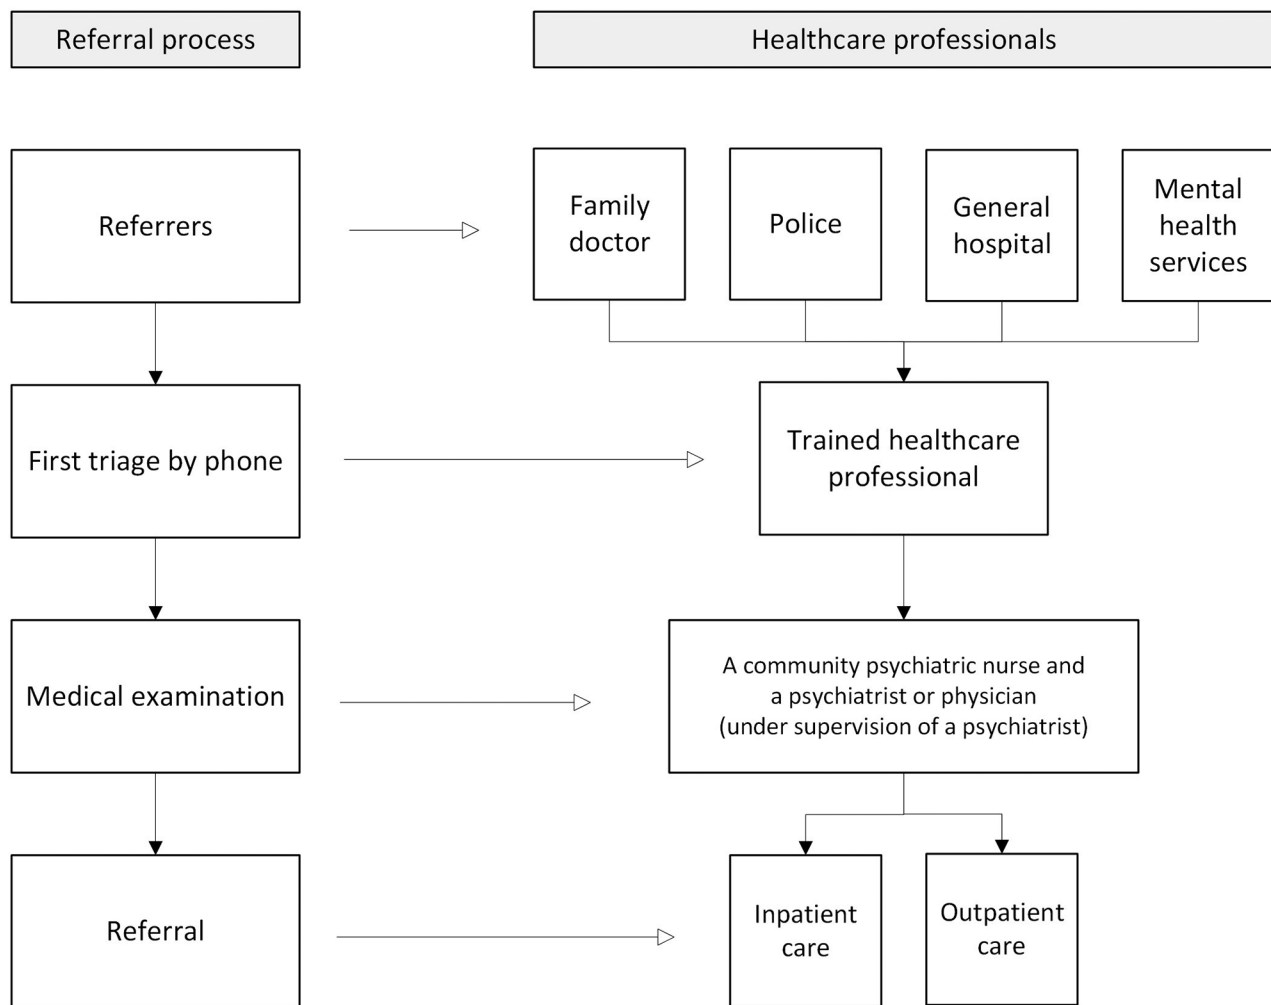 Referral process
Healthcare professionals
Referrers
Family
doctor
Police
General
hospital
Mental
health
services
First triage by phone
Trained healthcare
professional
Medical examination
A community psychiatric nurse and
a psychiatrist or physician
(under supervision of a psychiatrist)
Referral
Inpatient
care
Outpatient
care